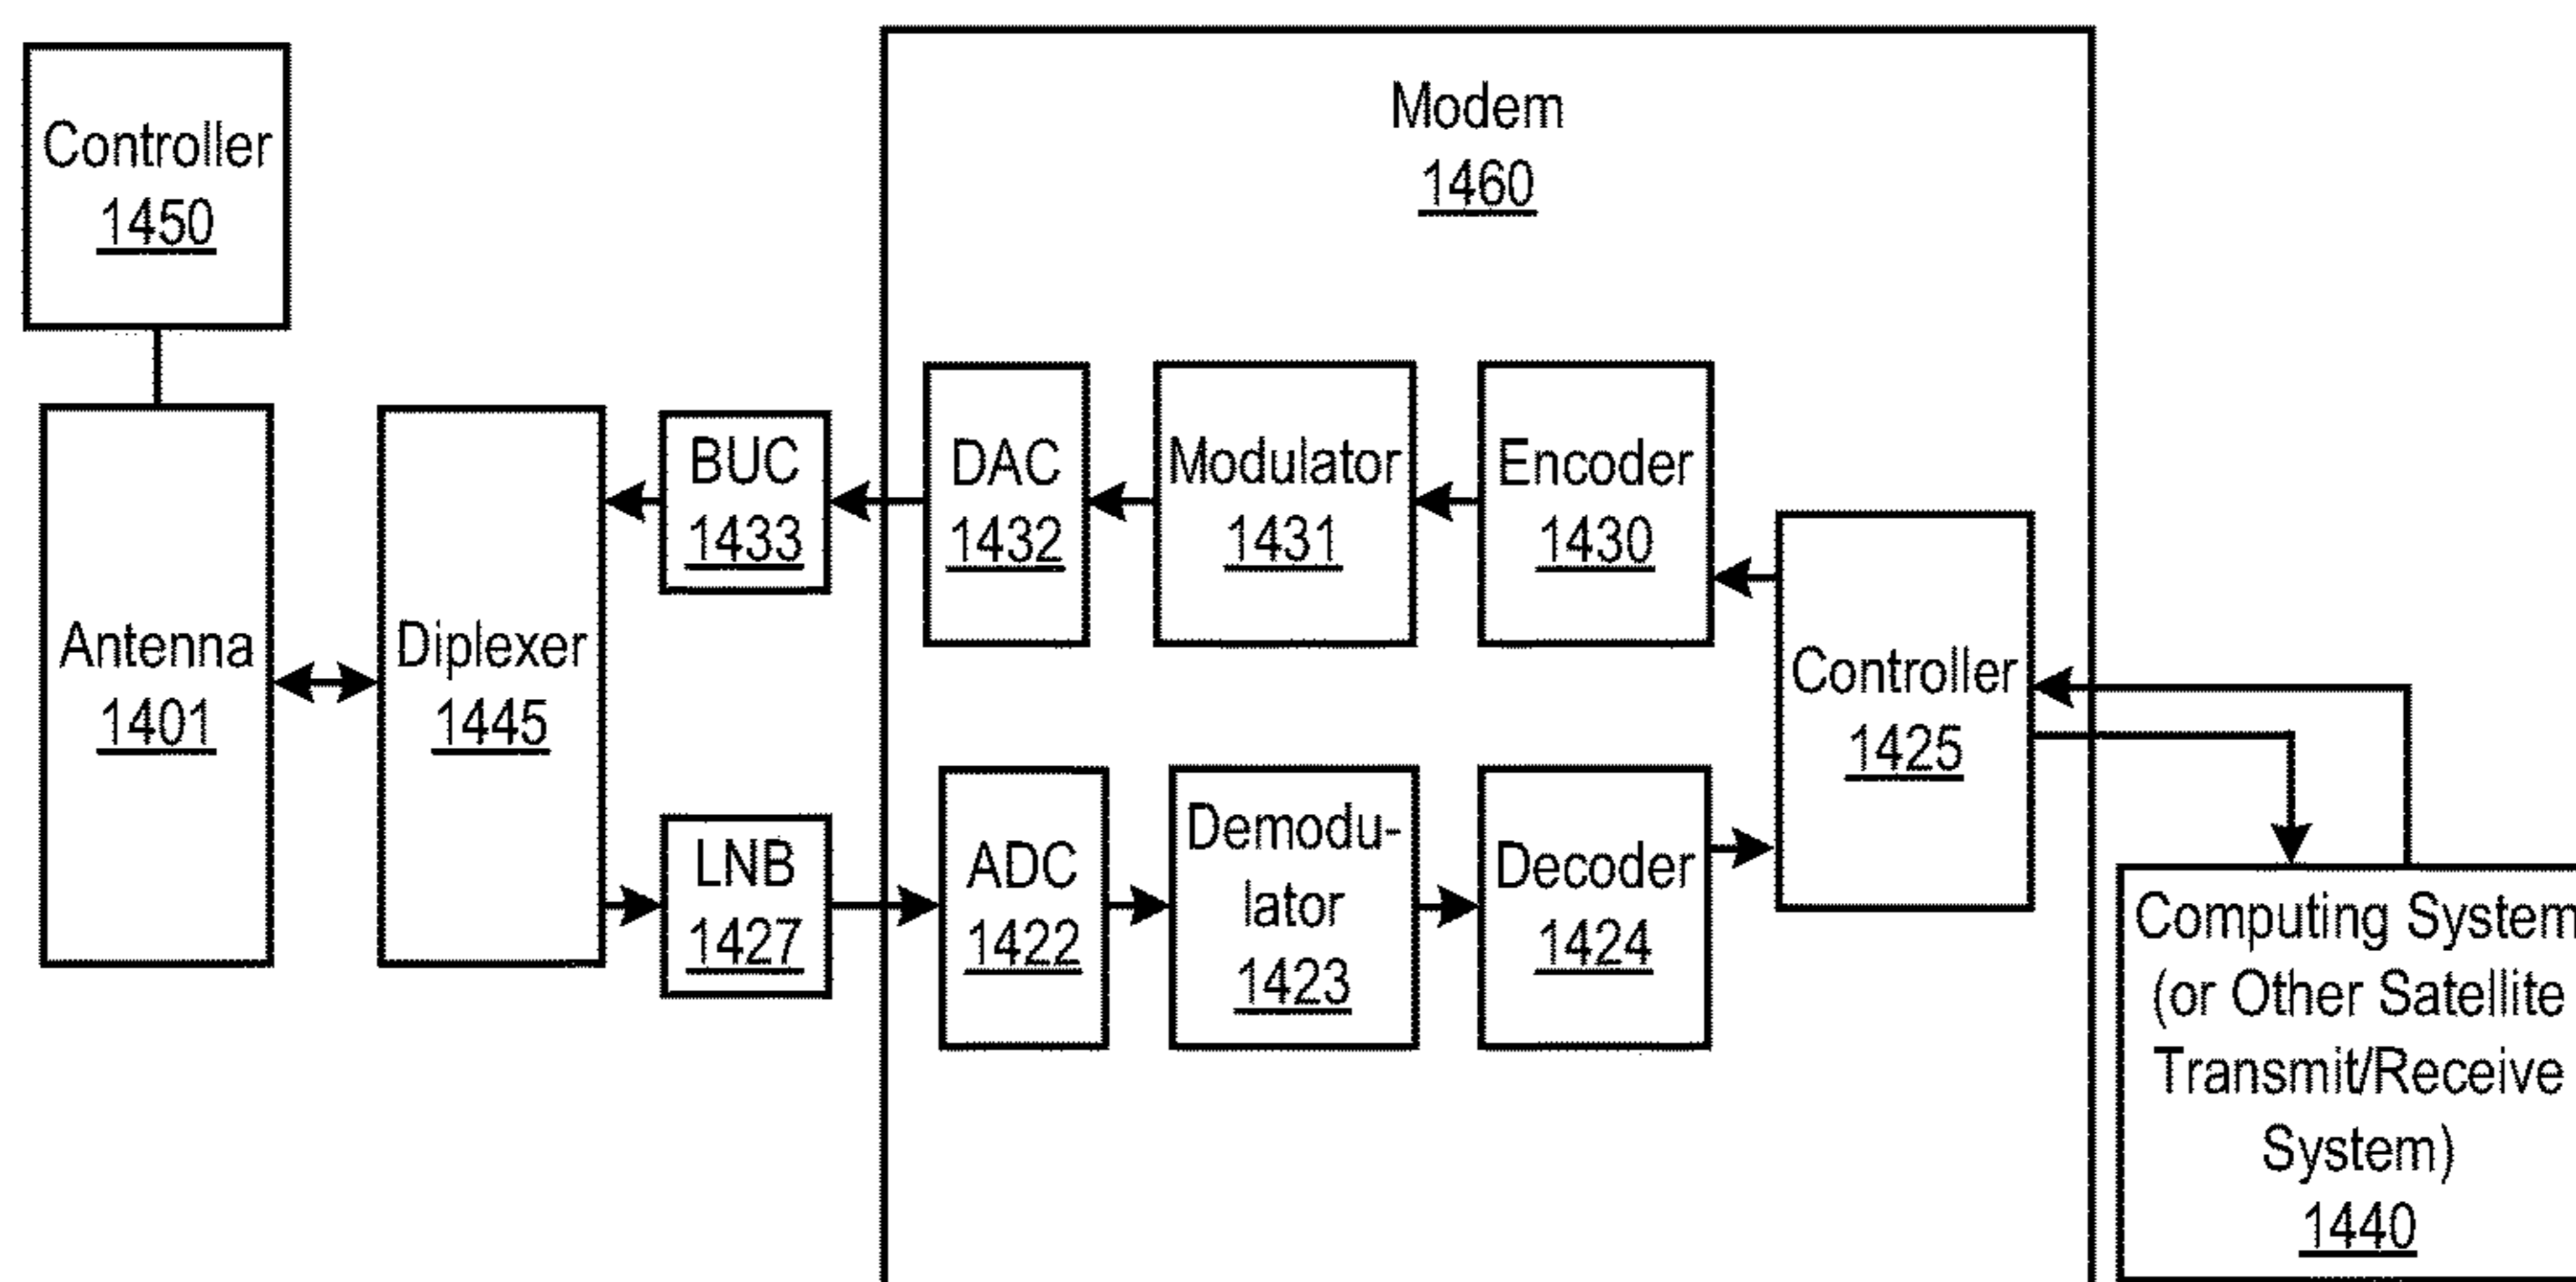 Controller
1450
Modem
1460
Antenna
1401
Diplexer
1445
BUC
1433
DAC
1432
Modulator
1431
Encoder
1430
Controller
1425
LNB
1427
ADC
1422
Demodu-
lator
1423
Decoder
1424
Computing System
(or Other Satellite
Transmit/Receive
System)
1440